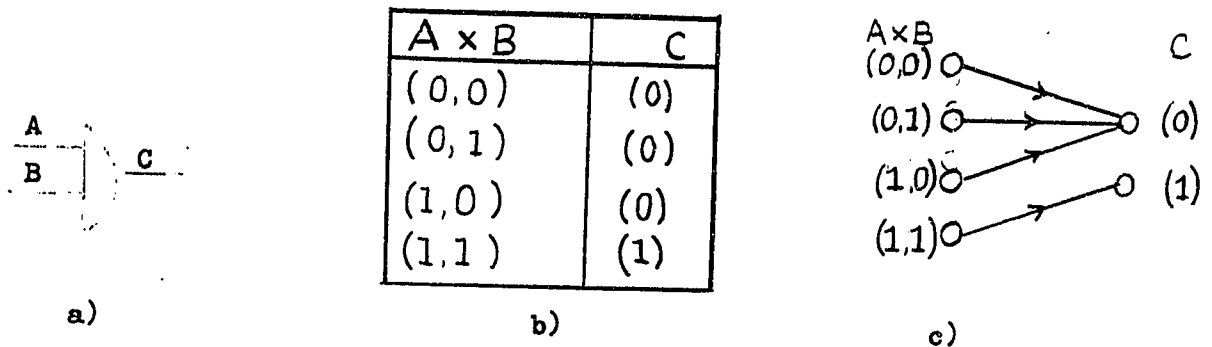 A
B
C
a)
A × B C
(0,0) (0)
(0,1) (0)
(1,0) (0)
(1,1) (1)
b)
A×B C
(0,0)
(0,1) (0)
(1,0) (1)
(1,1)
c)